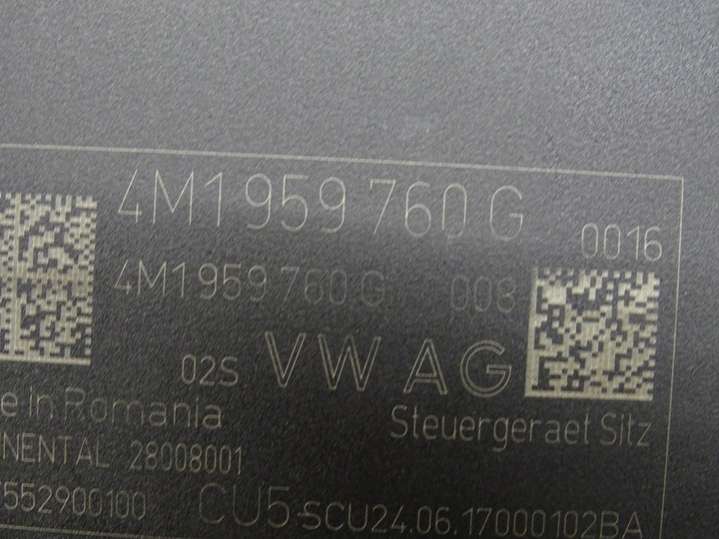 4M1 959 760 G
0016
4M1 959 760 G 008
02S VW AG
e In Romania
Steuergeraet Sitz
NENTAL 28008001
552900100 CU5-SCU24.06.17000102BA